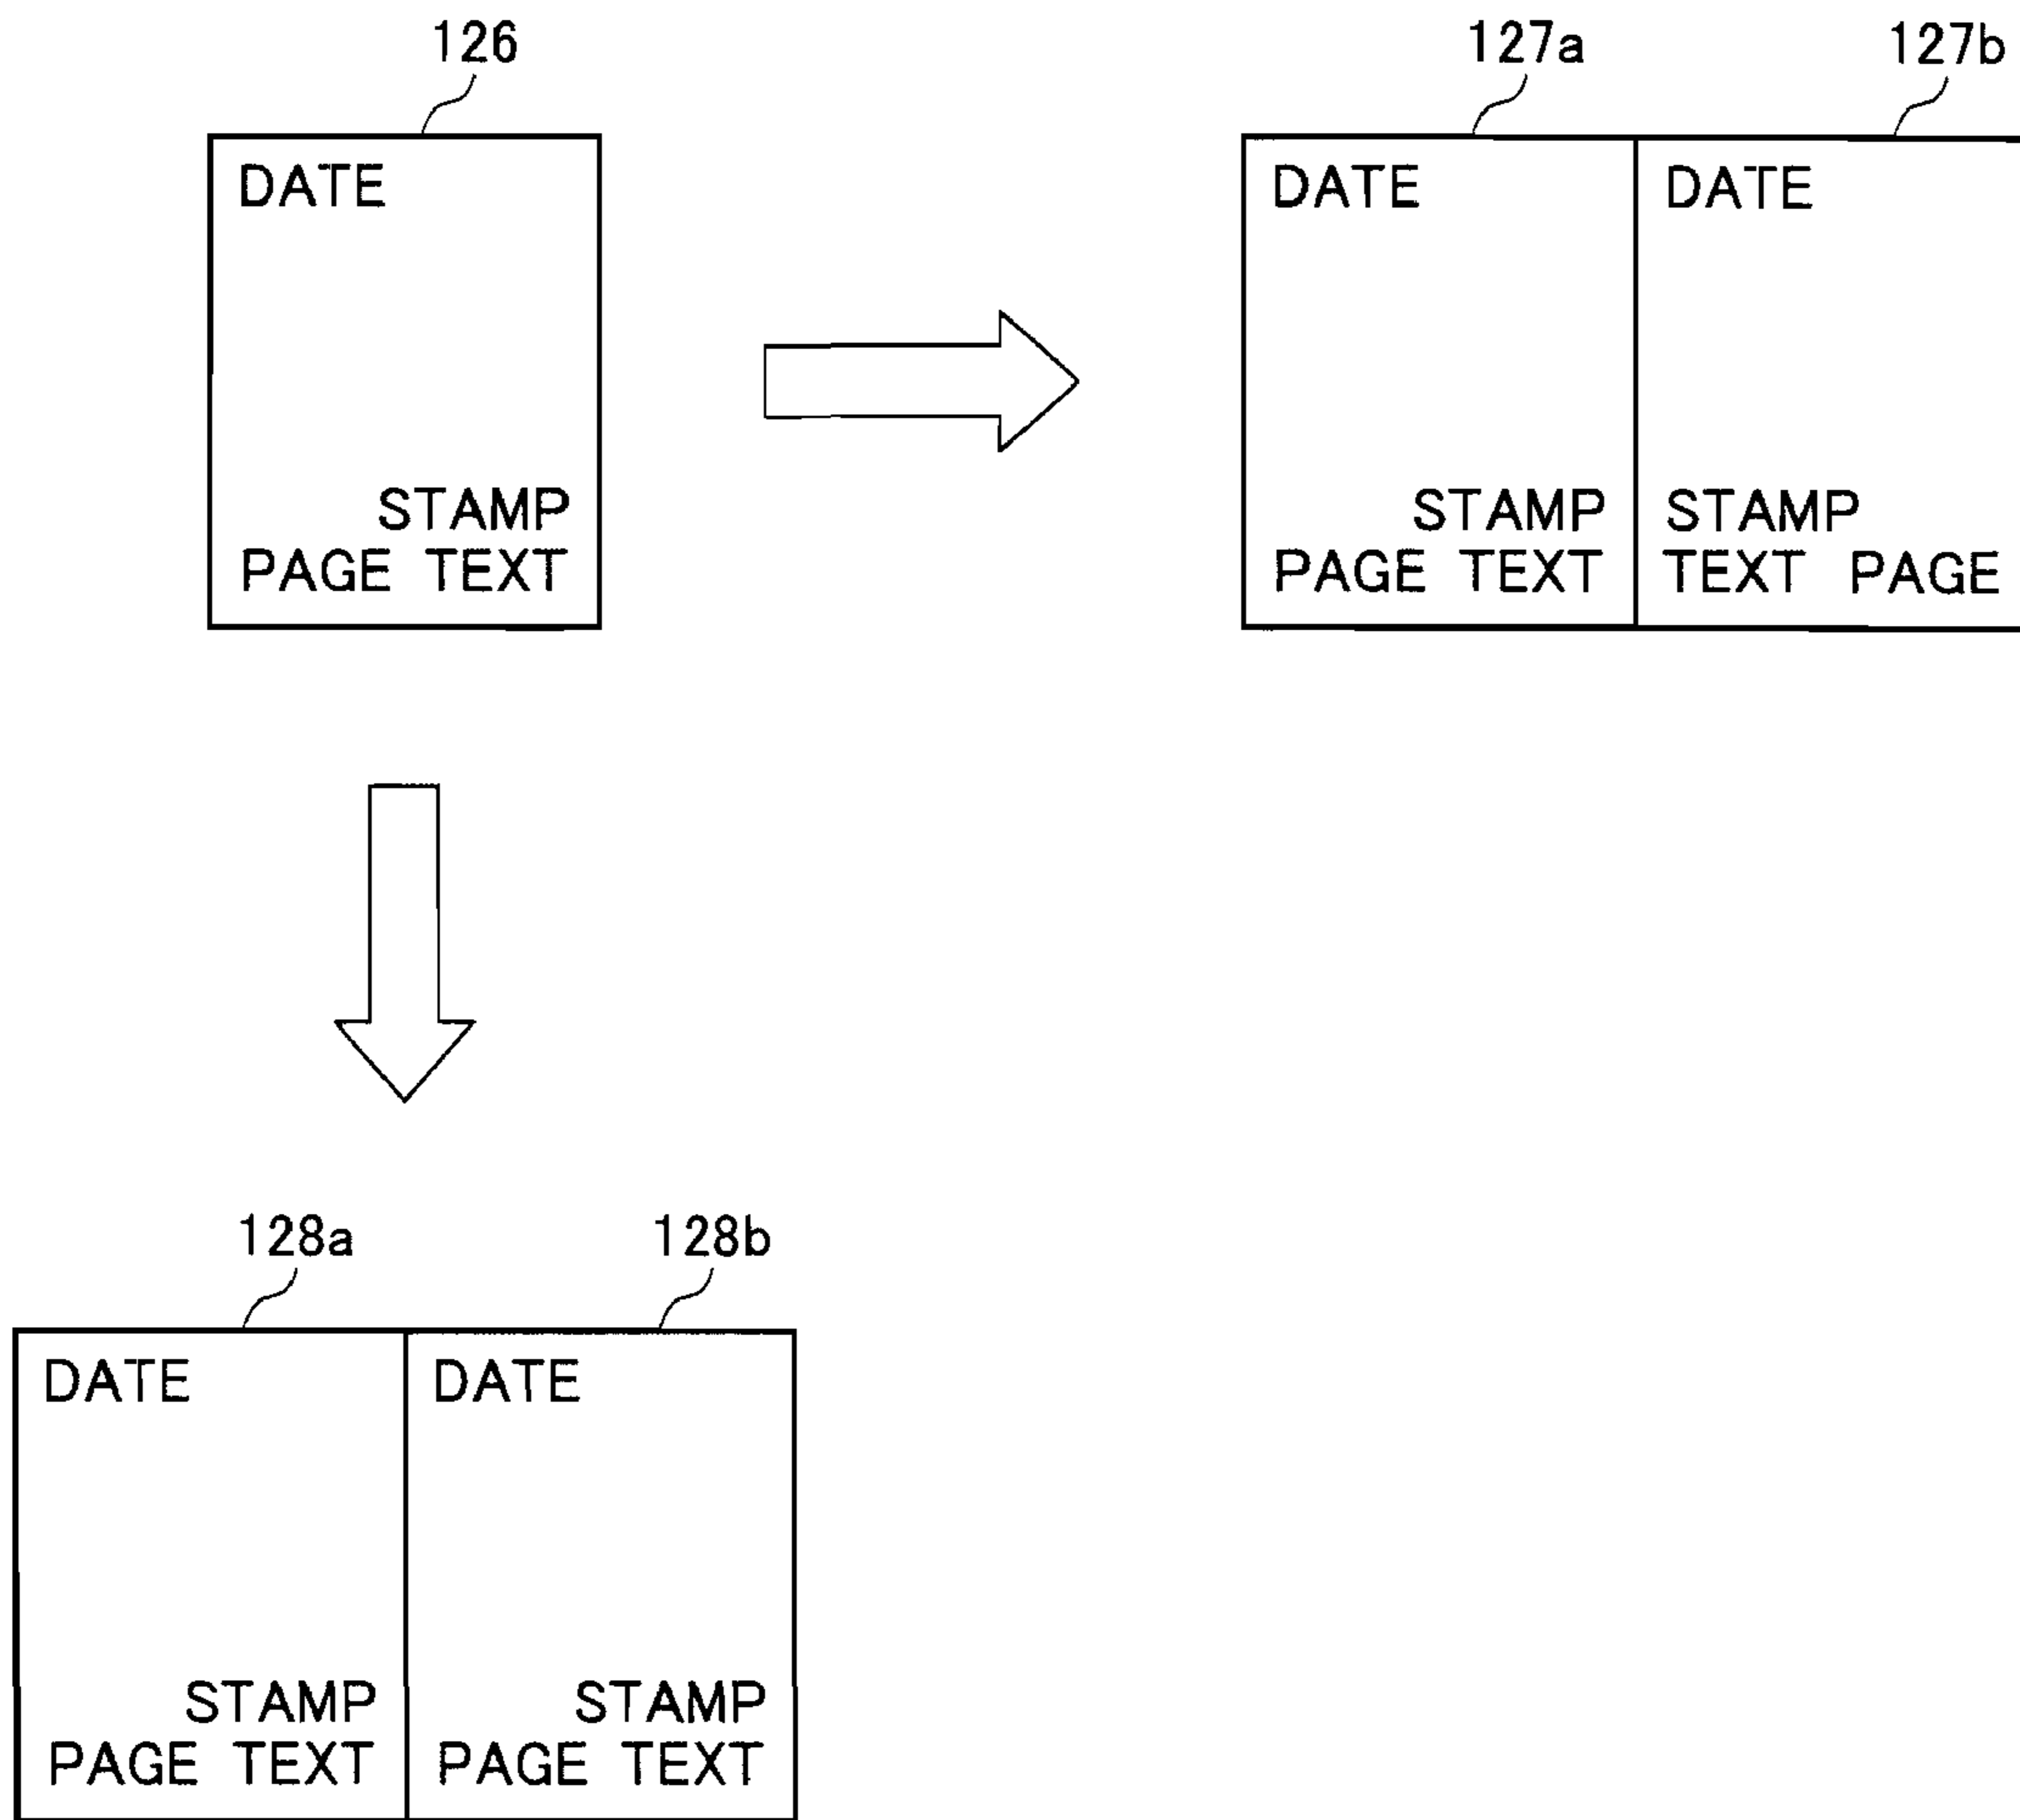 126
DATE
STAMP
PAGE TEXT
127a 127b
DATE DATE
STAMP STAMP
PAGE TEXT TEXT PAGE
128a 128b
DATE DATE
STAMP STAMP
PAGE TEXT PAGE TEXT